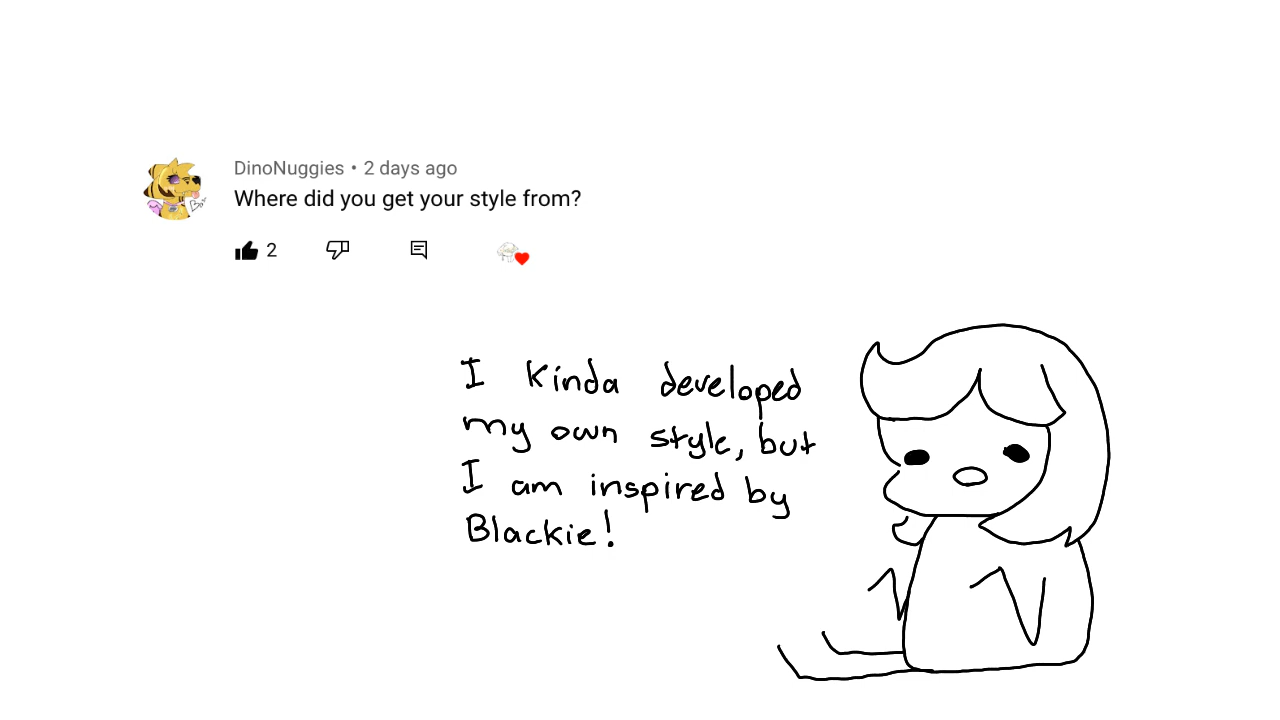 DinoNuggies • 2 days ago
Where did you get your style from?
2
I kinda developed
my own style, but
I am inspired by
Blackie!